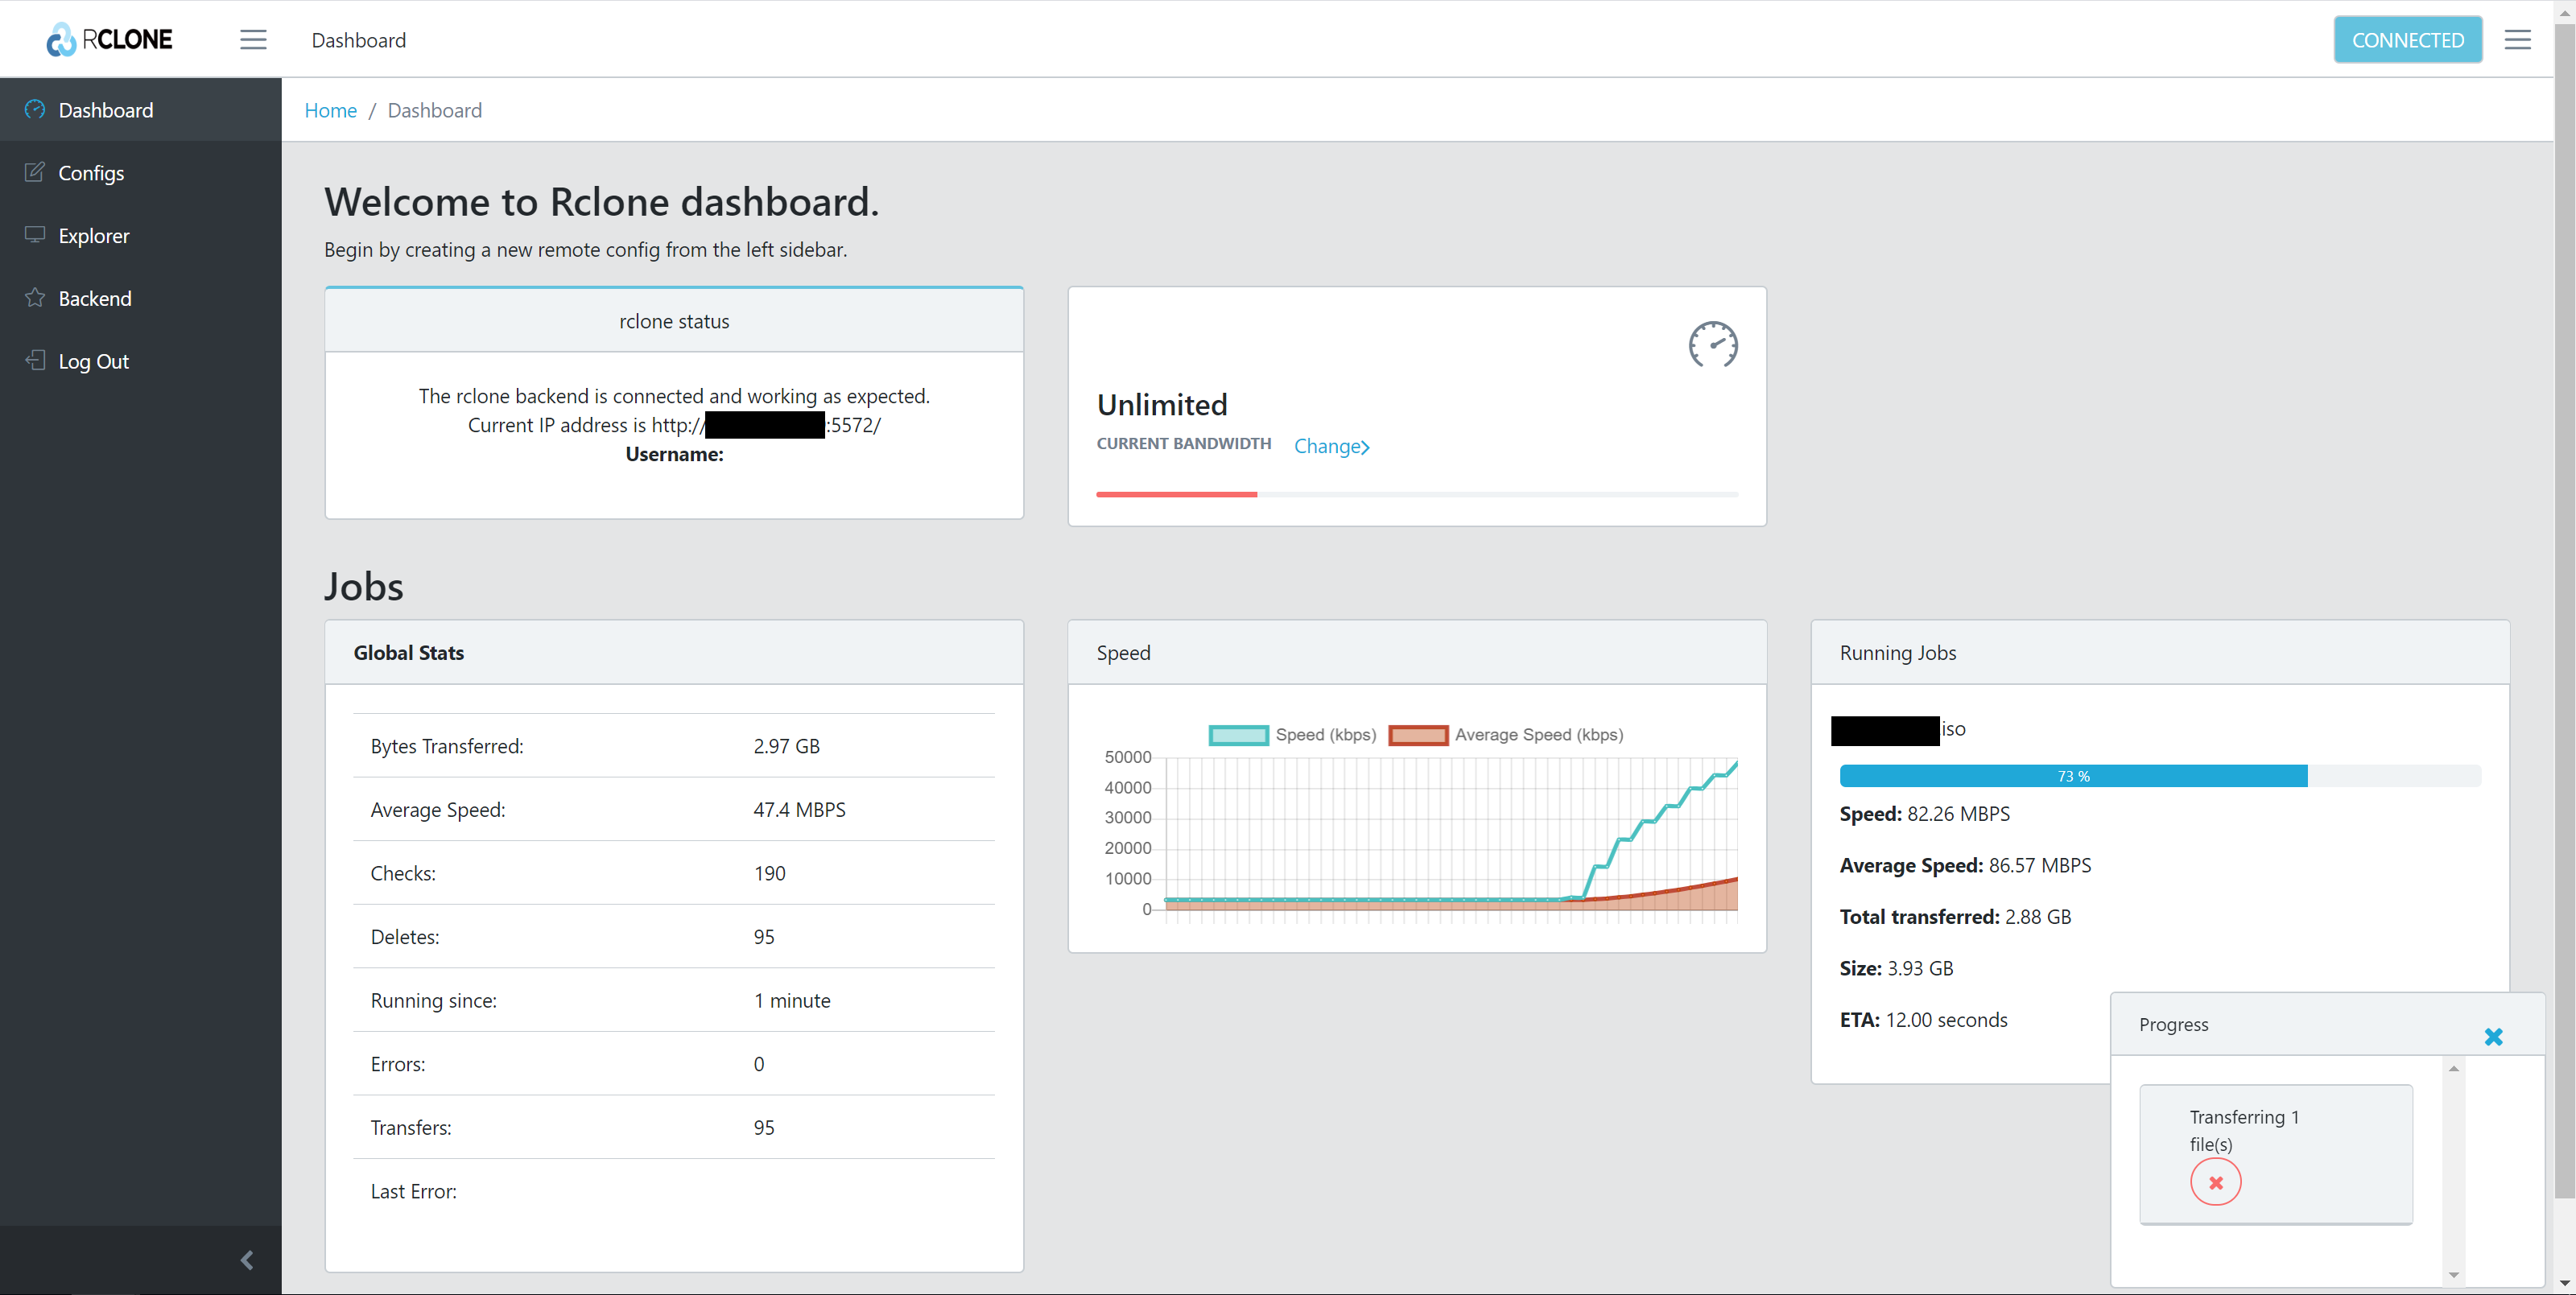 RCLONE
Dashboard
CONNECTED
Dashboard
Configs
Explorer
Backend
Log Out
Home / Dashboard
Welcome to Rclone dashboard.
Begin by creating a new remote config from the left sidebar.
rclone status
The rclone backend is connected and working as expected.
Current IP address is http:// :5572/
Username:
Unlimited
CURRENT BANDWIDTH Change
Jobs
Global Stats
Bytes Transferred: 2.97 GB
Average Speed: 47.4 MBPS
Checks: 190
Deletes: 95
Running since: 1 minute
Errors: 0
Transfers: 95
Last Error:
Speed
Speed (kbps) Average Speed (kbps)
50000
40000
30000
20000
10000
0
Running Jobs
iso
73 %
Speed: 82.26 MBPS
Average Speed: 86.57 MBPS
Total transferred: 2.88 GB
Size: 3.93 GB
ETA: 12.00 seconds
Progress
Transferring 1
file(s)